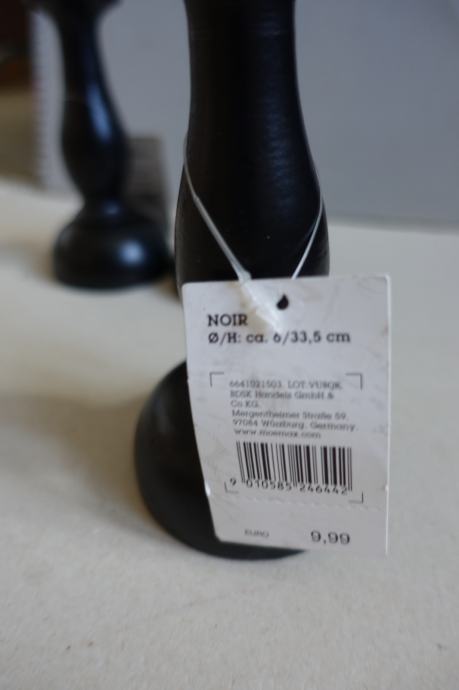 NOIR
Ø/H: ca. 6/33,5 cm
6641021503. LOT.VU8QR.
BDSK Handels GmbH &
Co KG.
Mergentheimer Straße 59.
97084 Würzburg. Germany.
www.moemax.com
9 010585 246442
EURO 9,99